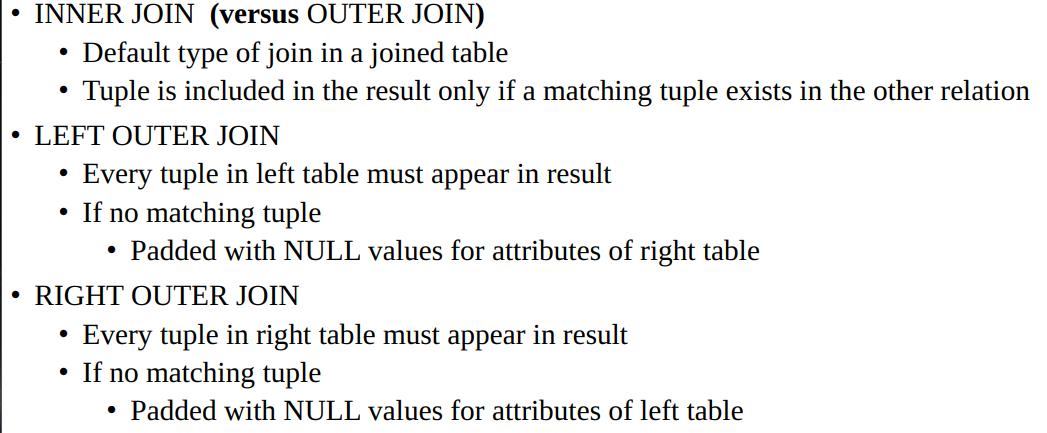 • INNER JOIN (versus OUTER JOIN)
• Default type of join in a joined table
• Tuple is included in the result only if a matching tuple exists in the other relation
• LEFT OUTER JOIN
• Every tuple in left table must appear in result
• If no matching tuple
• Padded with NULL values for attributes of right table
• RIGHT OUTER JOIN
• Every tuple in right table must appear in result
• If no matching tuple
• Padded with NULL values for attributes of left table